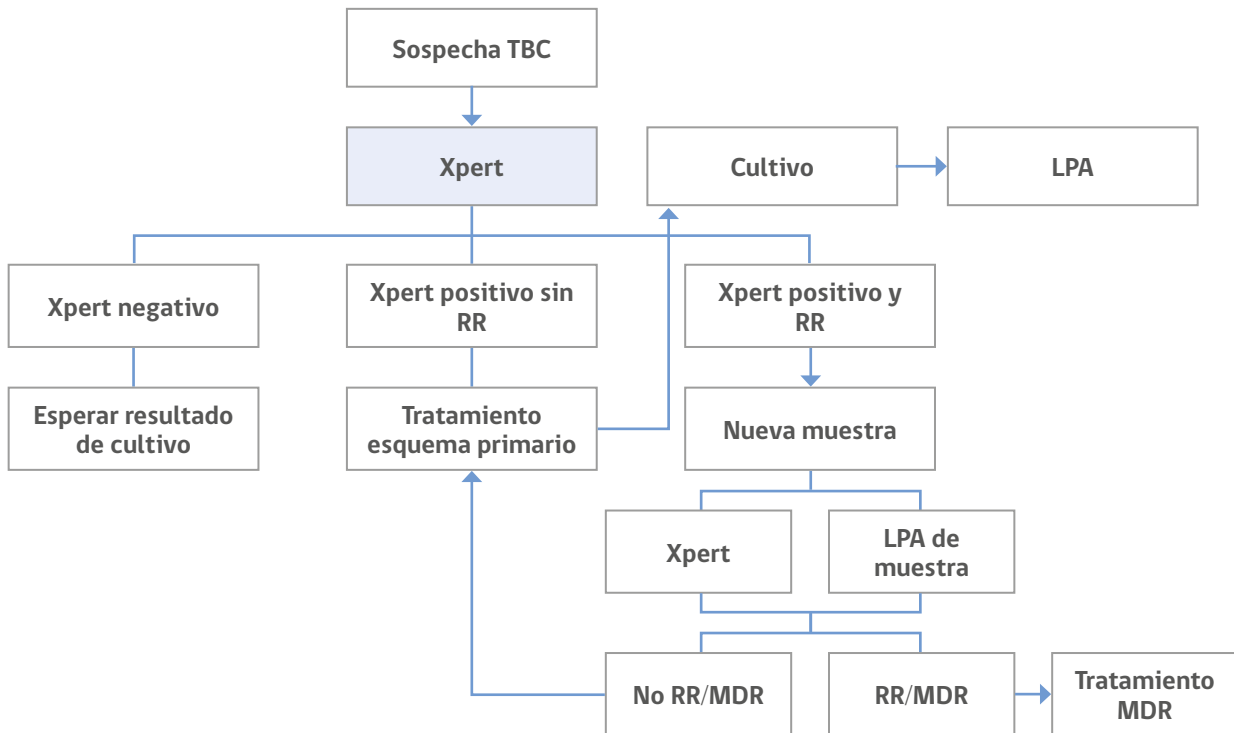 Sospecha TBC
Xpert
Cultivo
LPA
Xpert negativo
Xpert positivo sin
RR
Xpert positivo y
RR
Esperar resultado
de cultivo
Tratamiento
esquema primario
Nueva muestra
Xpert
LPA de
muestra
No RR/MDR
RR/MDR
Tratamiento
MDR